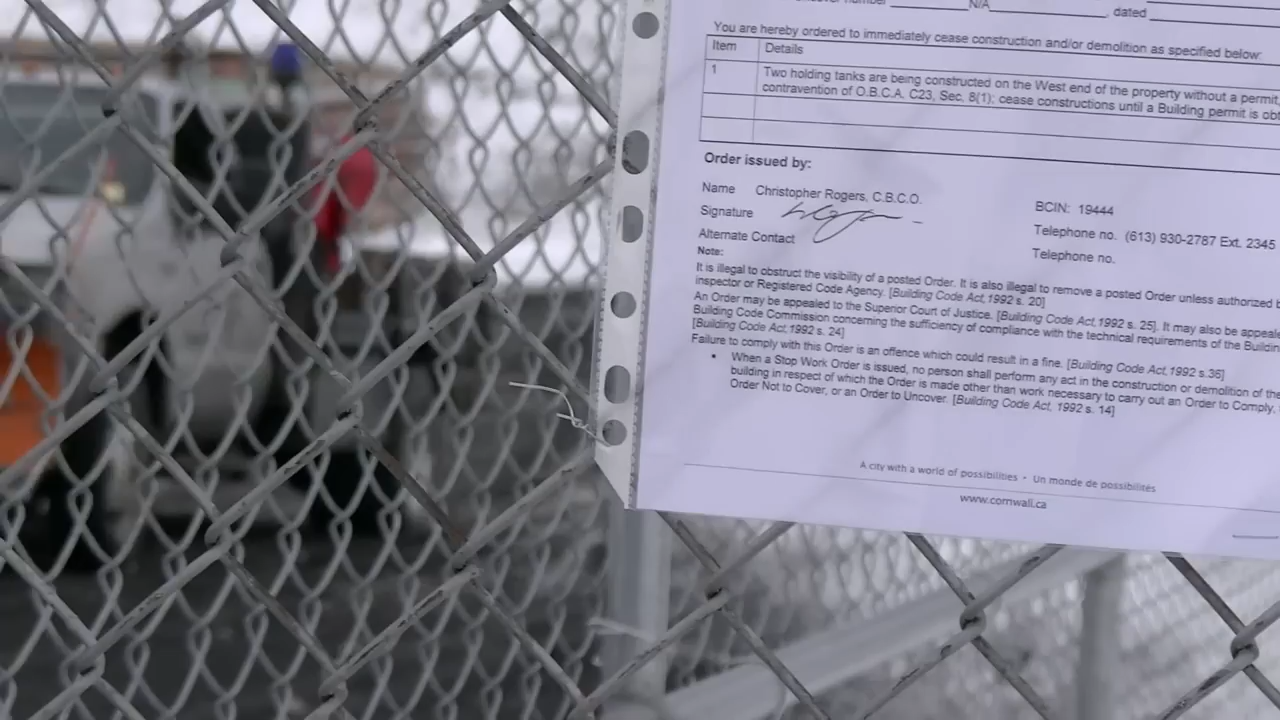 number N/A , dated
You are hereby ordered to immediately cease construction and/or demolition as specified below:
Item Details
1 Two holding tanks are being constructed on the West end of the property without a permit
contravention of O.B.C.A. C23, Sec. 8(1); cease constructions until a Building permit is
Order issued by:
Name Christopher Rogers, C.B.C.O.
BCIN: 19444
Signature
Telephone no. (613) 930-2787 Ext. 2345
Alternate Contact
Telephone no.
Note:
It is illegal to obstruct the visibility of a posted Order. It is also illegal to remove a posted Order unless authorized
inspector or Registered Code Agency. [Building Code Act, 1992 s. 20]
An Order may be appealed to the Superior Court of Justice. [Building Code Act, 1992 s. 25]. It may also be
Building Code Commission concerning the sufficiency of compliance with the technical requirements of the
[Building Code Act, 1992 s. 24]
Failure to comply with this Order is an offence which could result in a fine. [Building Code Act, 1992 s.36]
• When a Stop Work Order is issued, no person shall perform any act in the construction or demolition of the
building in respect of which the Order is made other than work necessary to carry out an Order to Comply,
Order Not to Cover, or an Order to Uncover. [Building Code Act, 1992 s. 14]
A city with a world of possibilities • Un monde de possibilités
www.cornwall.ca